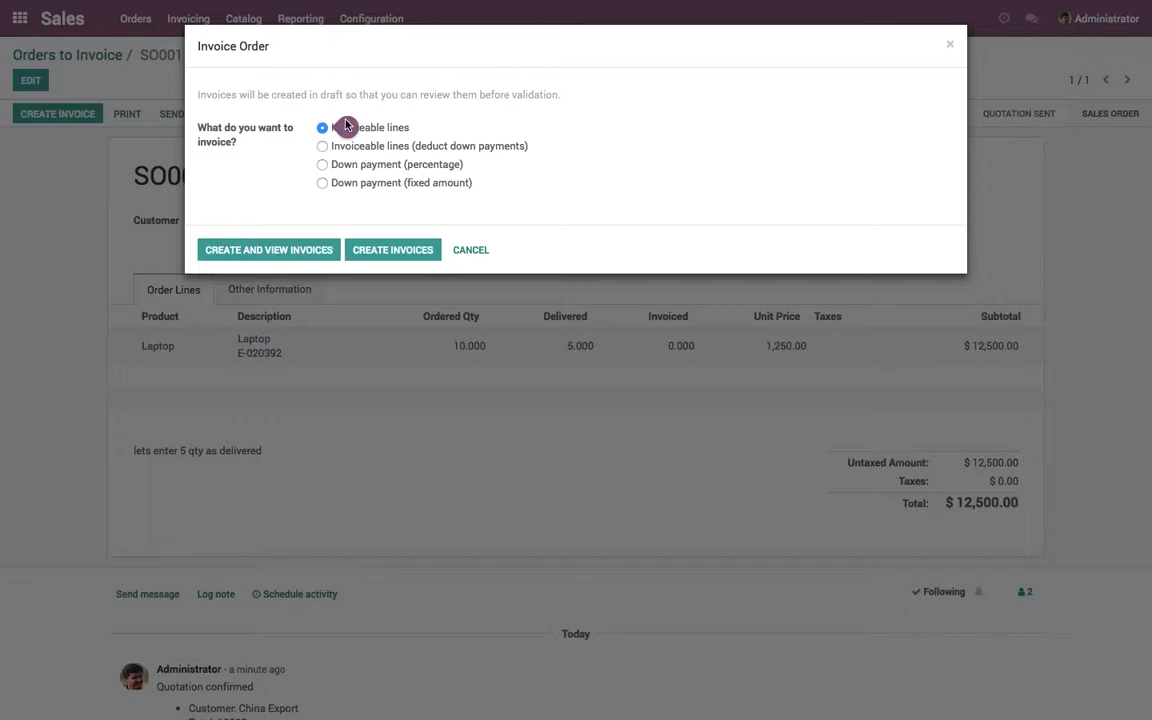 Sales Orders Invoicing Catalog Reporting Configuration Administrator
Invoice Order ×
Orders to Invoice / SO001
EDIT 1 / 1
Invoices will be created in draft so that you can review them before validation.
CREATE INVOICE PRINT SEND QUOTATION SENT SALES ORDER
What do you want to invoice?
lines
Invoiceable lines (deduct down payments)
Down payment (percentage)
Down payment (fixed amount)
SO00
Customer
CREATE AND VIEW INVOICES CREATE INVOICES CANCEL
Order Lines Other Information
Product Description Ordered Qty Delivered Invoiced Unit Price Taxes Subtotal
Laptop Laptop 10.000 5.000 0.000 1,250.00 $ 12,500.00
E-020392
lets enter 5 qty as delivered
Untaxed Amount: $ 12,500.00
Taxes: $ 0.00
Total: $ 12,500.00
Send message Log note Schedule activity Following 2
Today
Administrator - a minute ago
Quotation confirmed
• Customer: China Export